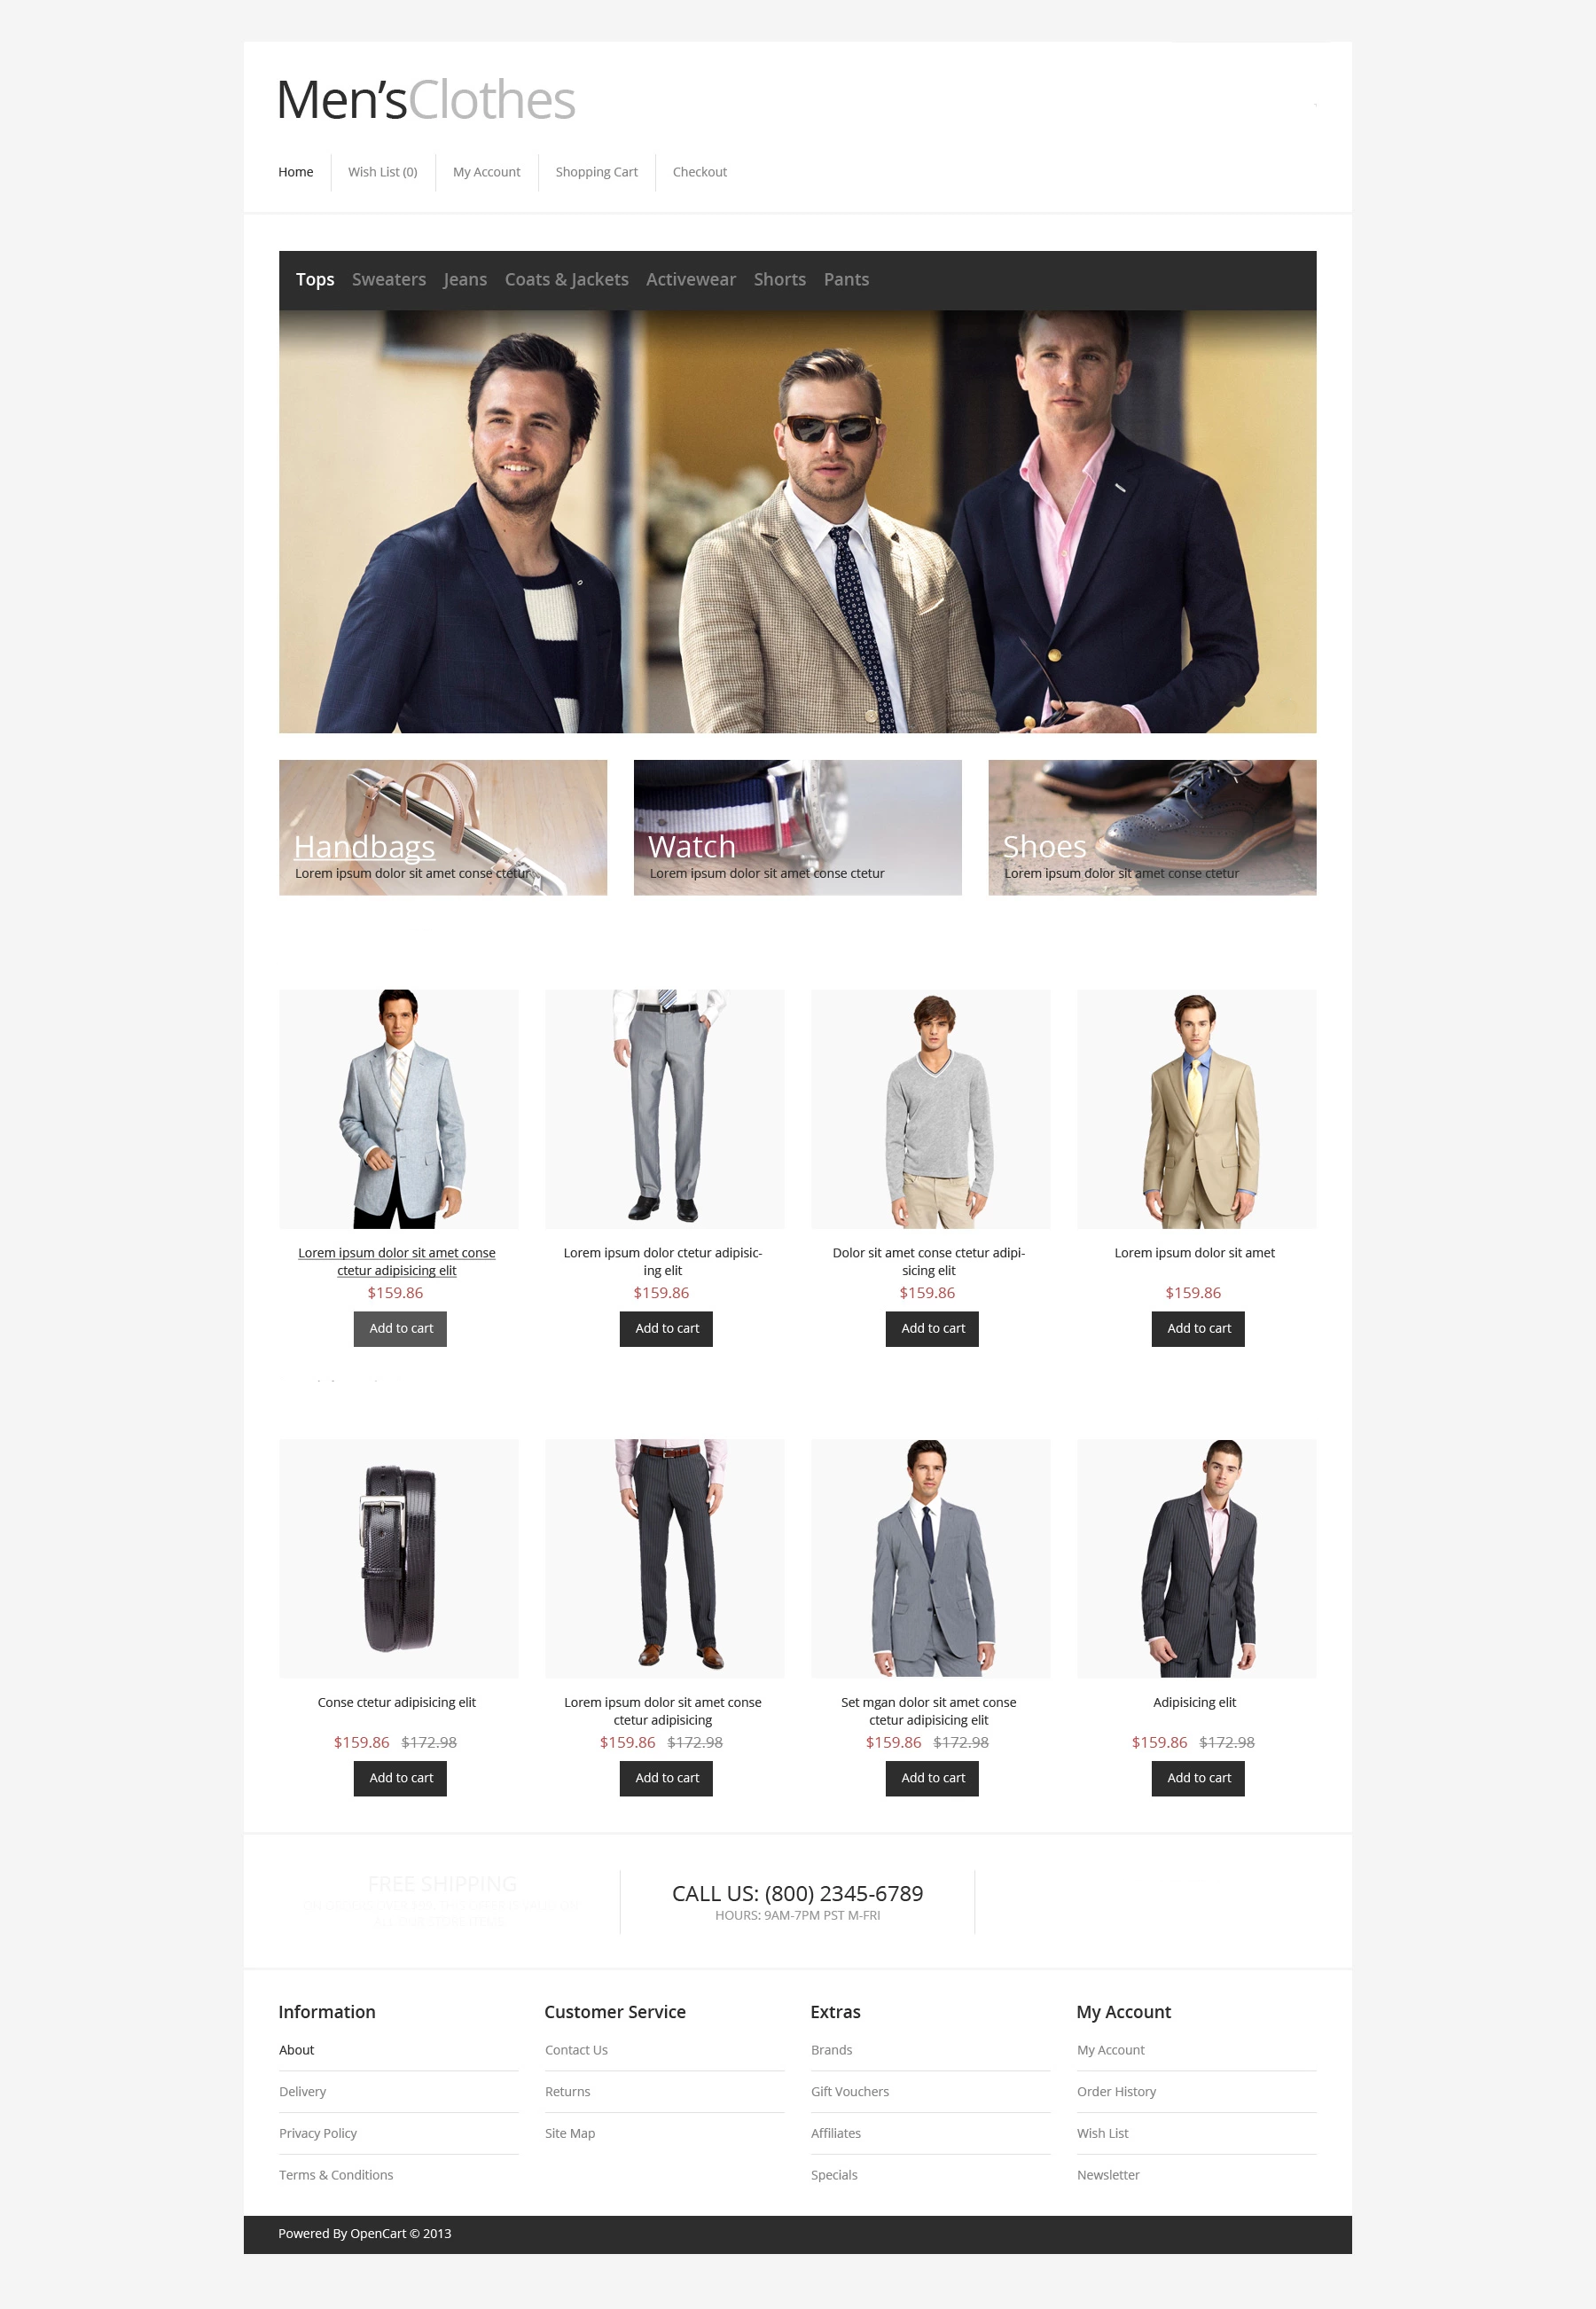 Men'sClothes
Home Wish List (0) My Account Shopping Cart Checkout
Tops Sweaters Jeans Coats & Jackets Activewear Shorts Pants
Handbags
Lorem ipsum dolor sit amet conse ctetur
Watch
Lorem ipsum dolor sit amet conse ctetur
Shoes
Lorem ipsum dolor sit amet conse ctetur
Lorem ipsum dolor sit amet conse
ctetur adipisicing elit
$159.86
Add to cart
Lorem ipsum dolor ctetur adipisic-
ing elit
$159.86
Add to cart
Dolor sit amet conse ctetur adipi-
sicing elit
$159.86
Add to cart
Lorem ipsum dolor sit amet
$159.86
Add to cart
Conse ctetur adipisicing elit
$159.86 $172.98
Add to cart
Lorem ipsum dolor sit amet conse
ctetur adipisicing
$159.86 $172.98
Add to cart
Set mgan dolor sit amet conse
ctetur adipisicing elit
$159.86 $172.98
Add to cart
Adipisicing elit
$159.86 $172.98
Add to cart
FREE SHIPPING
CALL US: (800) 2345-6789
HOURS: 9AM-7PM PST M-FRI
Information
About
Delivery
Privacy Policy
Terms & Conditions
Customer Service
Contact Us
Returns
Site Map
Extras
Brands
Gift Vouchers
Affiliates
Specials
My Account
My Account
Order History
Wish List
Newsletter
Powered By OpenCart © 2013